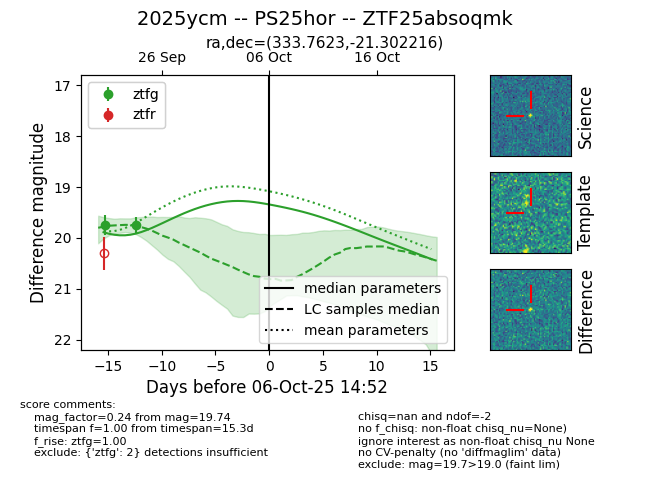 2025ycm -- PS25hor -- ZTF25absoqmk
ra,dec=(333.7623,-21.302216)
26 Sep 06 Oct 16 Oct
17
18
19
20
21
22
Difference magnitude
ztfg
ztfr
median parameters
LC samples median
mean parameters
−15 −10 −5 0 5 10 15
Days before 06-Oct-25 14:52
Science
Template
Difference
score comments:
mag_factor=0.24 from mag=19.74
timespan f=1.00 from timespan=15.3d
f_rise: ztfg=1.00
exclude: {'ztfg': 2} detections insufficient
chisq=nan and ndof=-2
no f_chisq: non-float chisq_nu=None)
ignore interest as non-float chisq_nu None
no CV-penalty (no 'diffmaglim' data)
exclude: mag=19.7>19.0 (faint lim)